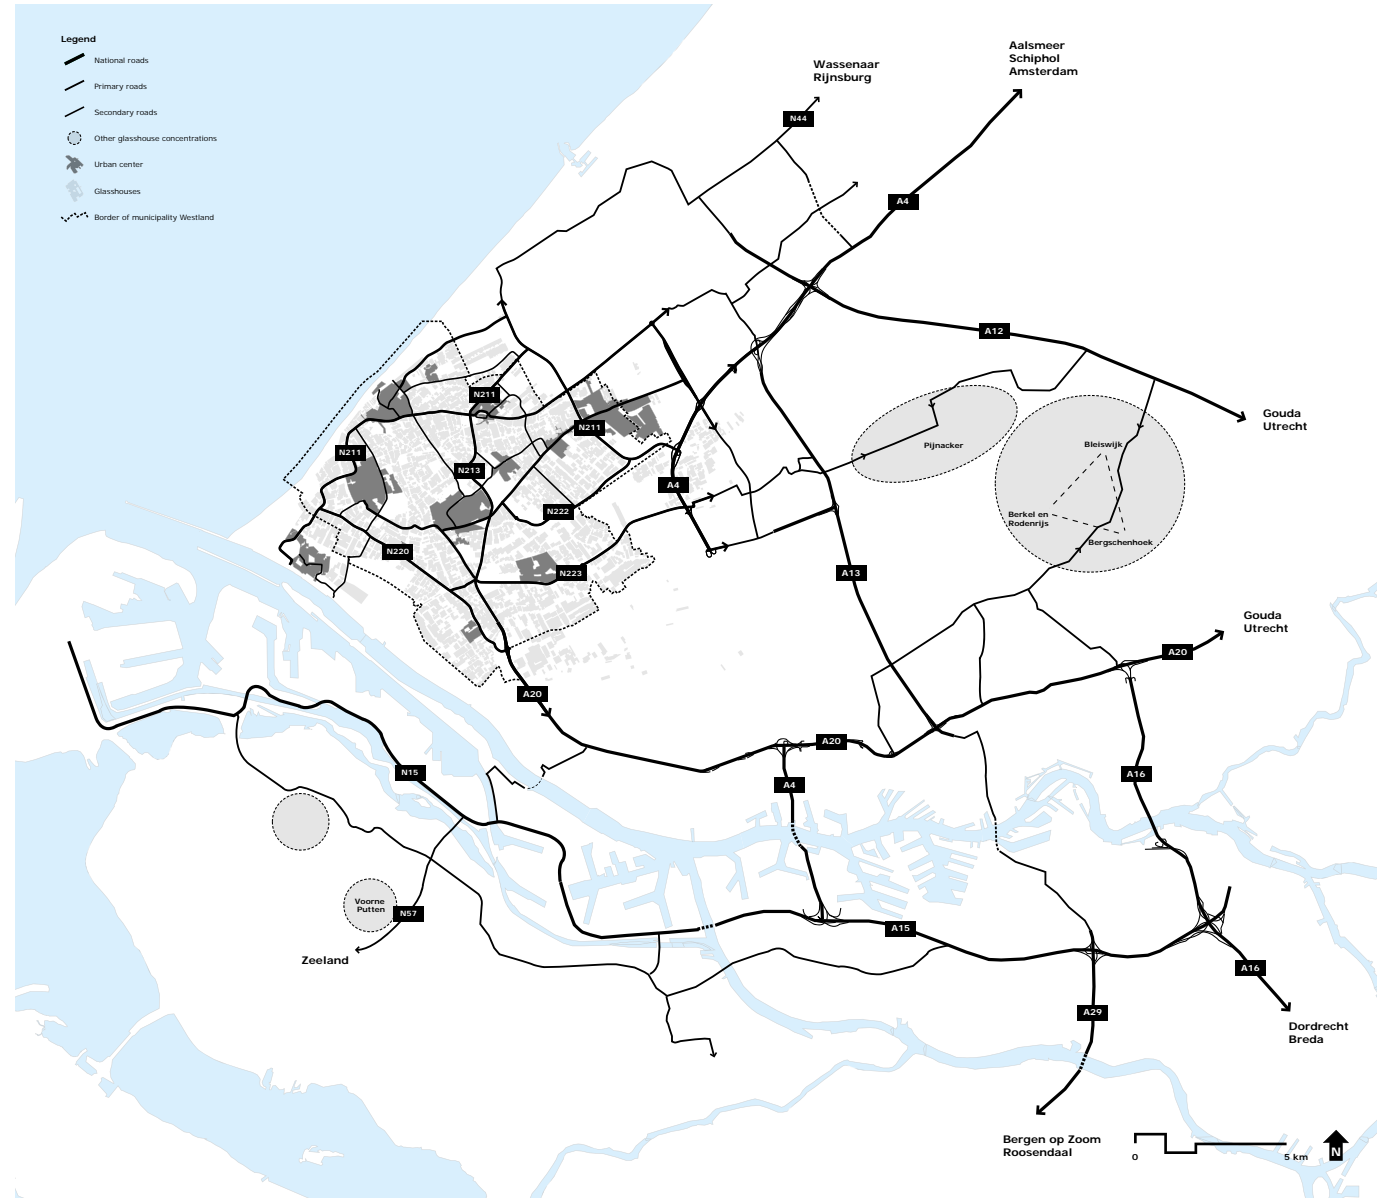 Legend
National roads
Primary roads
Secondary roads
Other glasshouse concentrations
Urban center
Glasshouses
Border of municipality Westland
Aalsmeer
Schiphol
Amsterdam
Wassenaar
Rijnsburg
N44
A4
A12
N211
Gouda
Utrecht
N211
Pijnacker
Bleiswijk
N211
N213
A4
N222
Berkel en
Rodenrijs
Bergschenhoek
N220
N223
A13
Gouda
Utrecht
A20
A20
A20
N15
A4
A16
Voorne
Putten
N57
A15
Zeeland
A16
A29
Dordrecht
Breda
Bergen op Zoom
Roosendaal
0
5 km
N